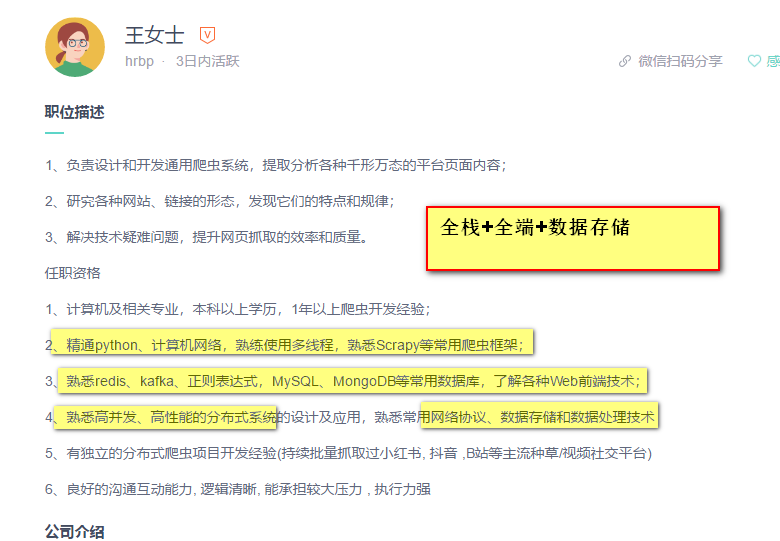 王女士
hrbp · 3日内活跃
微信扫码分享
感
职位描述
1、负责设计和开发通用爬虫系统，提取分析各种千形万态的平台页面内容；
2、研究各种网站、链接的形态，发现它们的特点和规律；
全栈+全端+数据存储
3、解决技术疑难问题，提升网页抓取的效率和质量。
任职资格
1、计算机及相关专业，本科以上学历，1年以上爬虫开发经验；
2、精通python、计算机网络，熟练使用多线程，熟悉Scrapy等常用爬虫框架；
3、熟悉redis、kafka、正则表达式，MySQL、MongoDB等常用数据库，了解各种Web前端技术；
4、熟悉高并发、高性能的分布式系统的设计及应用，熟悉常用网络协议、数据存储和数据处理技术
5、有独立的分布式爬虫项目开发经验(持续批量抓取过小红书, 抖音 ,B站等主流种草/视频社交平台)
6、良好的沟通互动能力, 逻辑清晰, 能承担较大压力 , 执行力强
公司介绍